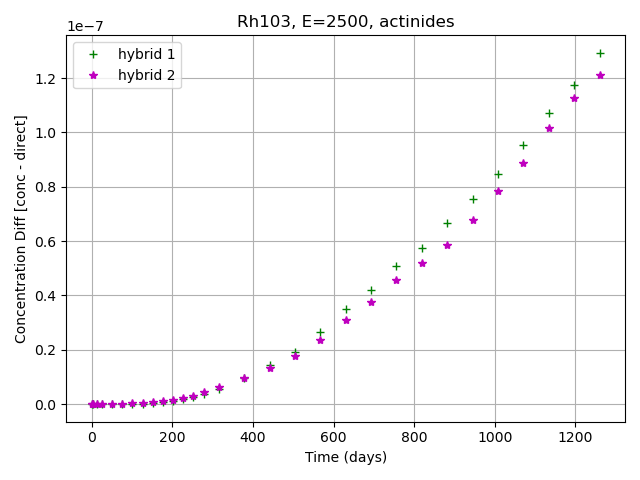 Rh103, E=2500, actinides
1e−7
hybrid 1
hybrid 2
1.2
1.0
0.8
0.6
0.4
0.2
0.0
Concentration Diff [conc - direct]
0
200
400
600
800
1000
1200
Time (days)